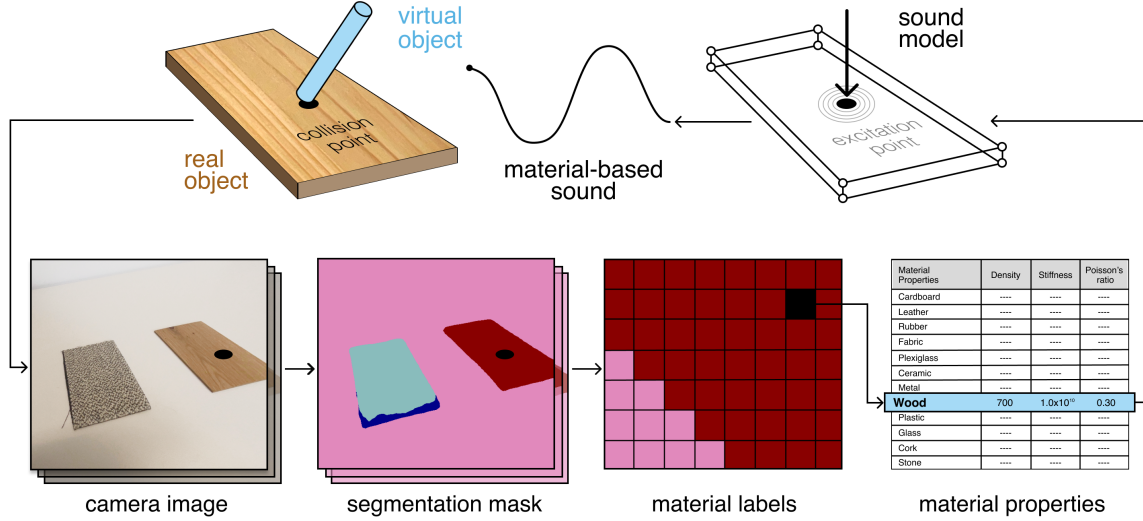 virtual
object
sound
model
collision
point
excitation
point
real
object
material-based
sound
Material
Properties
Density
Stiffness
Poisson's
ratio
Cardboard ---- ---- ----
Leather ---- ---- ----
Rubber ---- ---- ----
Fabric ---- ---- ----
Plexiglass ---- ---- ----
Ceramic ---- ---- ----
Metal ---- ---- ----
Wood 700 1.0x10¹⁰ 0.30
Plastic ---- ---- ----
Glass ---- ---- ----
Cork ---- ---- ----
Stone ---- ---- ----
camera image
segmentation mask
material labels
material properties